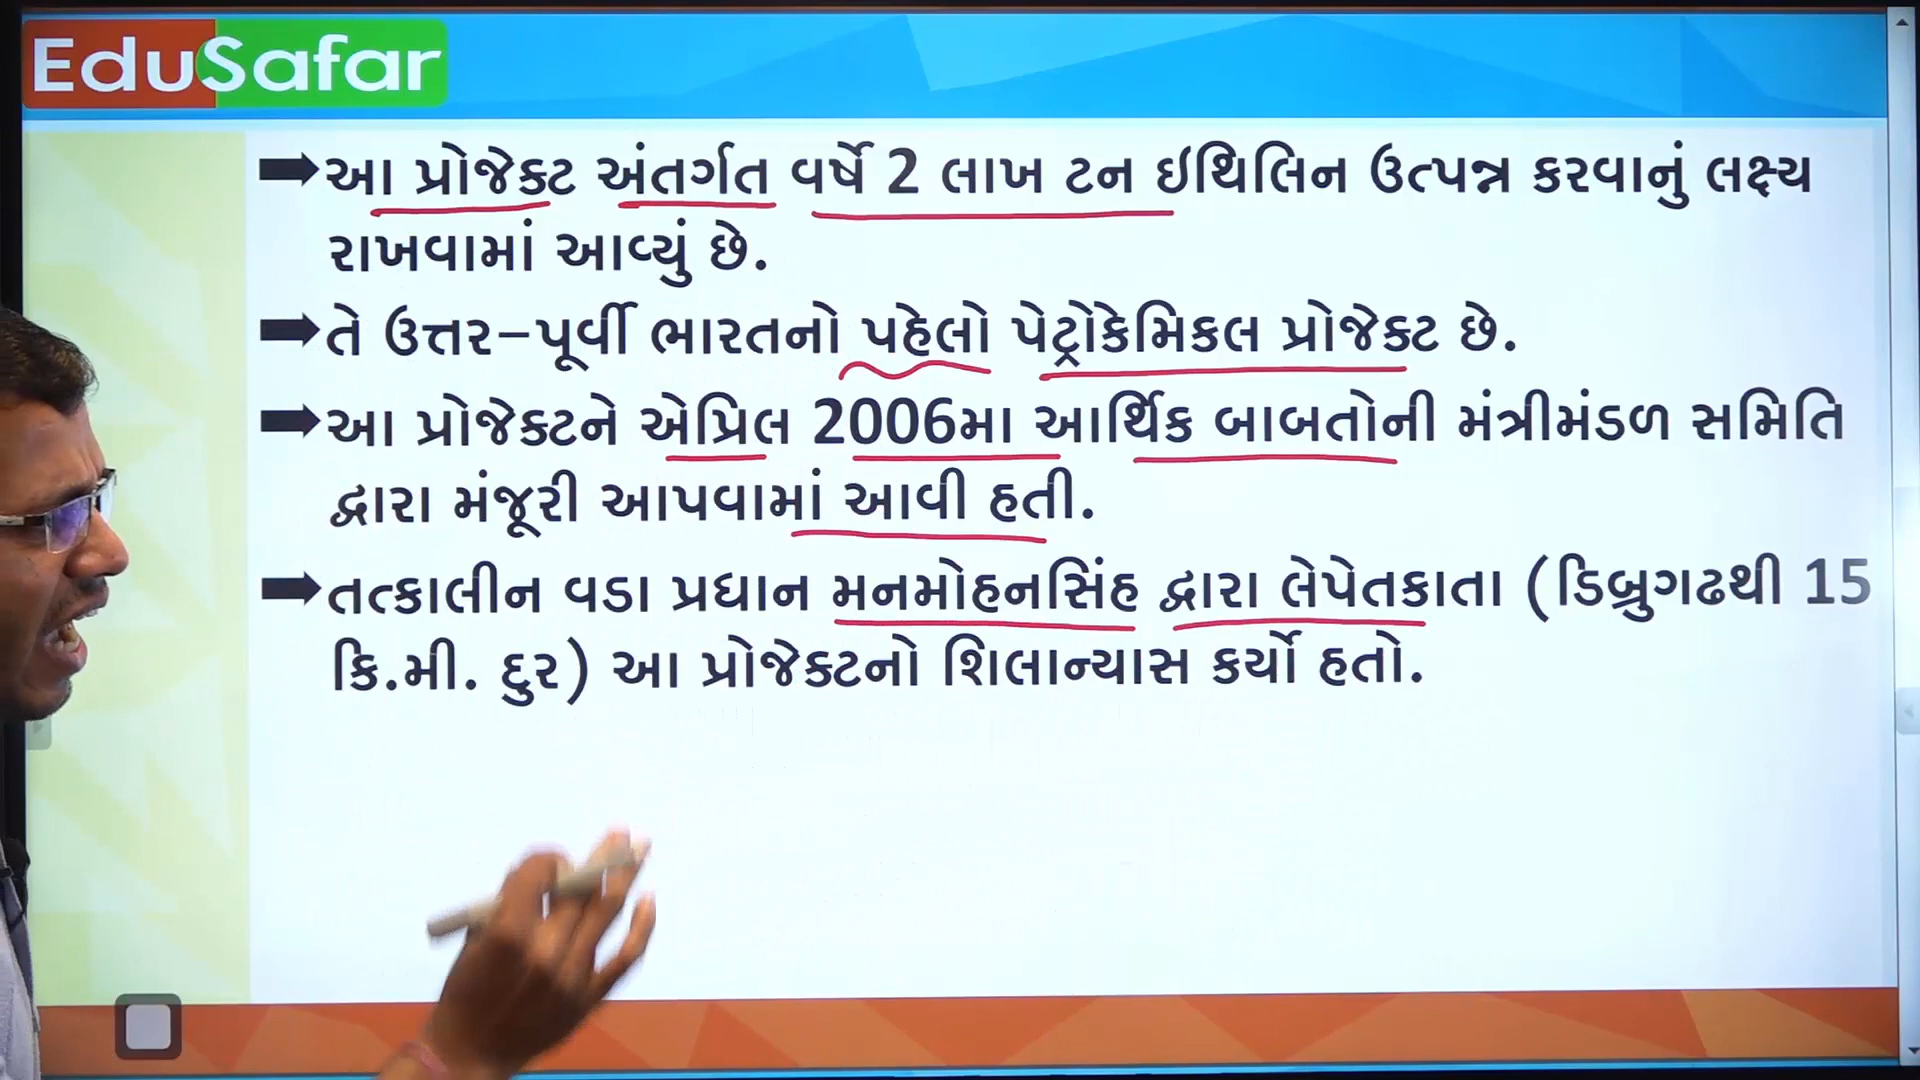 EduSafar
➡આ પ્રોજેક્ટ અંતર્ગત વર્ષે 2 લાખ ટન ઇથિલિન ઉત્પન્ન કરવાનું લક્ષ્ય
રાખવામાં આવ્યું છે.
➡તે ઉત્તર–પૂર્વી ભારતનો પહેલો પેટ્રોકેમિકલ પ્રોજેક્ટ છે.
➡આ પ્રોજેક્ટને એપ્રિલ 2006મા આર્થિક બાબતોની મંત્રીમંડળ સમિતિ
દ્વારા મંજૂરી આપવામાં આવી હતી.
➡તત્કાલીન વડા પ્રધાન મનમોહનસિંહ દ્વારા લેપેતકાતા (ડિબ્રુગઢથી 15
કિ.મી. દુર) આ પ્રોજેક્ટનો શિલાન્યાસ કર્યો હતો.